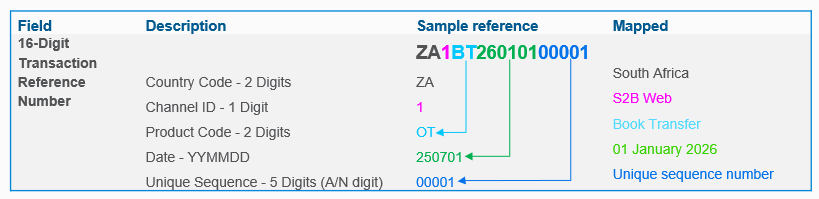 Field Description Sample reference Mapped
16-Digit Transaction Reference Number
ZA1BT26010100001
Country Code - 2 Digits ZA South Africa
Channel ID - 1 Digit 1 S2B Web
Product Code - 2 Digits OT Book Transfer
Date - YYMMDD 250701 01 January 2026
Unique Sequence - 5 Digits (A/N digit) 00001 Unique sequence number